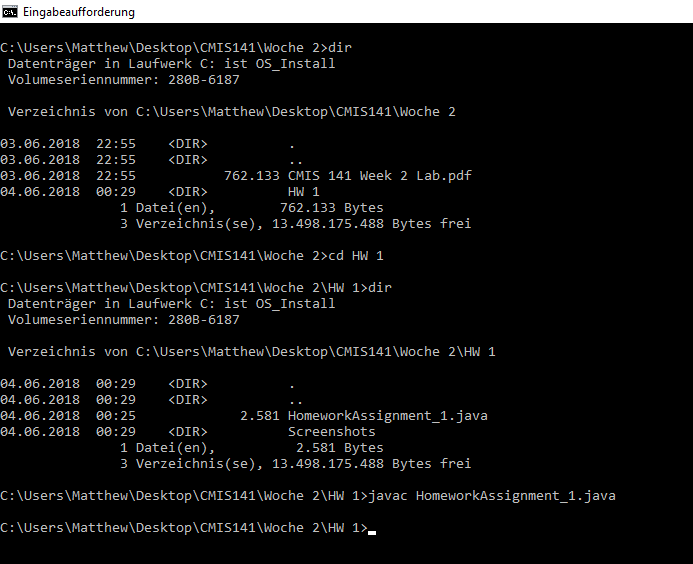 Eingabeaufforderung
C:\Users\Matthew\Desktop\CMIS141\Woche 2>dir
 Datenträger in Laufwerk C: ist OS_Install
 Volumeseriennummer: 280B-6187

 Verzeichnis von C:\Users\Matthew\Desktop\CMIS141\Woche 2

03.06.2018  22:55    <DIR>          .
03.06.2018  22:55    <DIR>          ..
03.06.2018  22:55           762.133 CMIS 141 Week 2 Lab.pdf
04.06.2018  00:29    <DIR>          HW 1
               1 Datei(en),        762.133 Bytes
               3 Verzeichnis(se), 13.498.175.488 Bytes frei

C:\Users\Matthew\Desktop\CMIS141\Woche 2>cd HW 1

C:\Users\Matthew\Desktop\CMIS141\Woche 2\HW 1>dir
 Datenträger in Laufwerk C: ist OS_Install
 Volumeseriennummer: 280B-6187

 Verzeichnis von C:\Users\Matthew\Desktop\CMIS141\Woche 2\HW 1

04.06.2018  00:29    <DIR>          .
04.06.2018  00:29    <DIR>          ..
04.06.2018  00:25             2.581 HomeworkAssignment_1.java
04.06.2018  00:29    <DIR>          Screenshots
               1 Datei(en),          2.581 Bytes
               3 Verzeichnis(se), 13.498.175.488 Bytes frei

C:\Users\Matthew\Desktop\CMIS141\Woche 2\HW 1>javac HomeworkAssignment_1.java

C:\Users\Matthew\Desktop\CMIS141\Woche 2\HW 1>